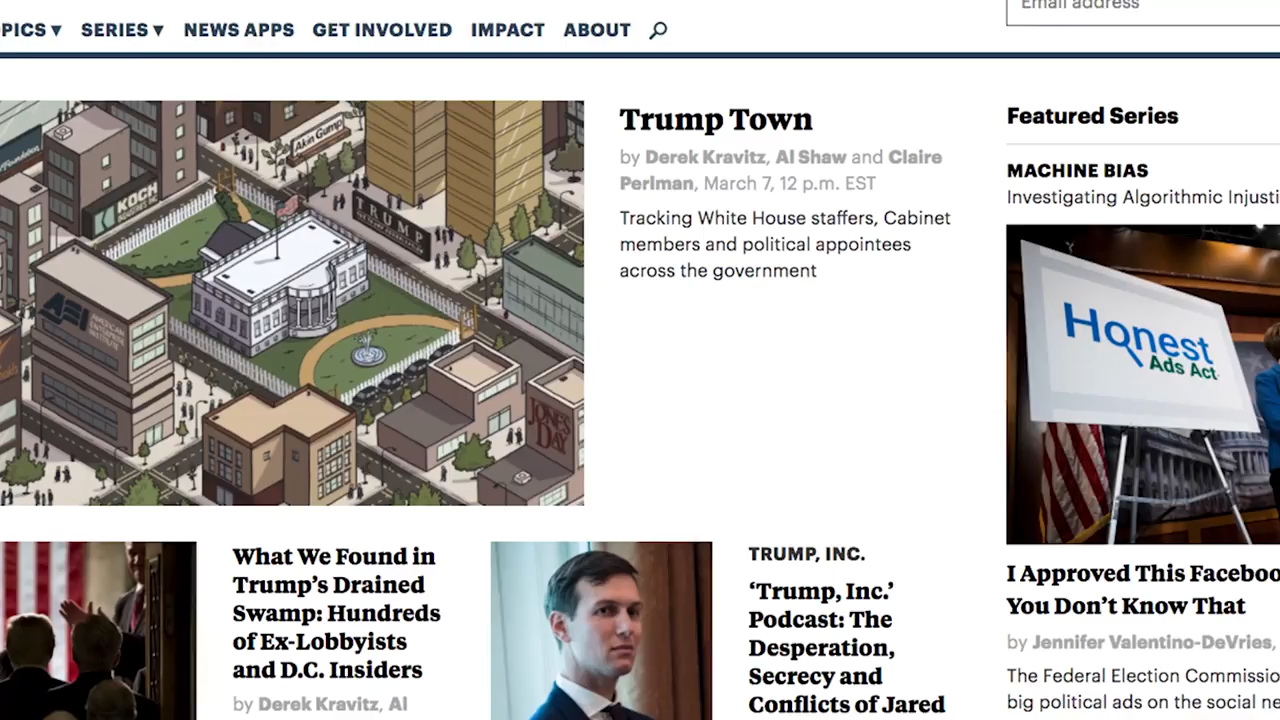 PICS ▾ SERIES ▾ NEWS APPS GET INVOLVED IMPACT ABOUT
Email address
Akin Gump
KOCH
TRUMP
AEI
AMERICAN
ENTERPRISE
INSTITUTE
JONES
DAY
Trump Town
by Derek Kravitz, Al Shaw and Claire
Perlman, March 7, 12 p.m. EST
Tracking White House staffers, Cabinet
members and political appointees
across the government
Featured Series
MACHINE BIAS
Investigating Algorithmic Injusti
Honest
Ads Act
What We Found in
Trump’s Drained
Swamp: Hundreds
of Ex-Lobbyists
and D.C. Insiders
by Derek Kravitz, Al
TRUMP, INC.
‘Trump, Inc.’
Podcast: The
Desperation,
Secrecy and
Conflicts of Jared
I Approved This Faceboo
You Don’t Know That
by Jennifer Valentino-DeVries,
The Federal Election Commissio
big political ads on the social ne